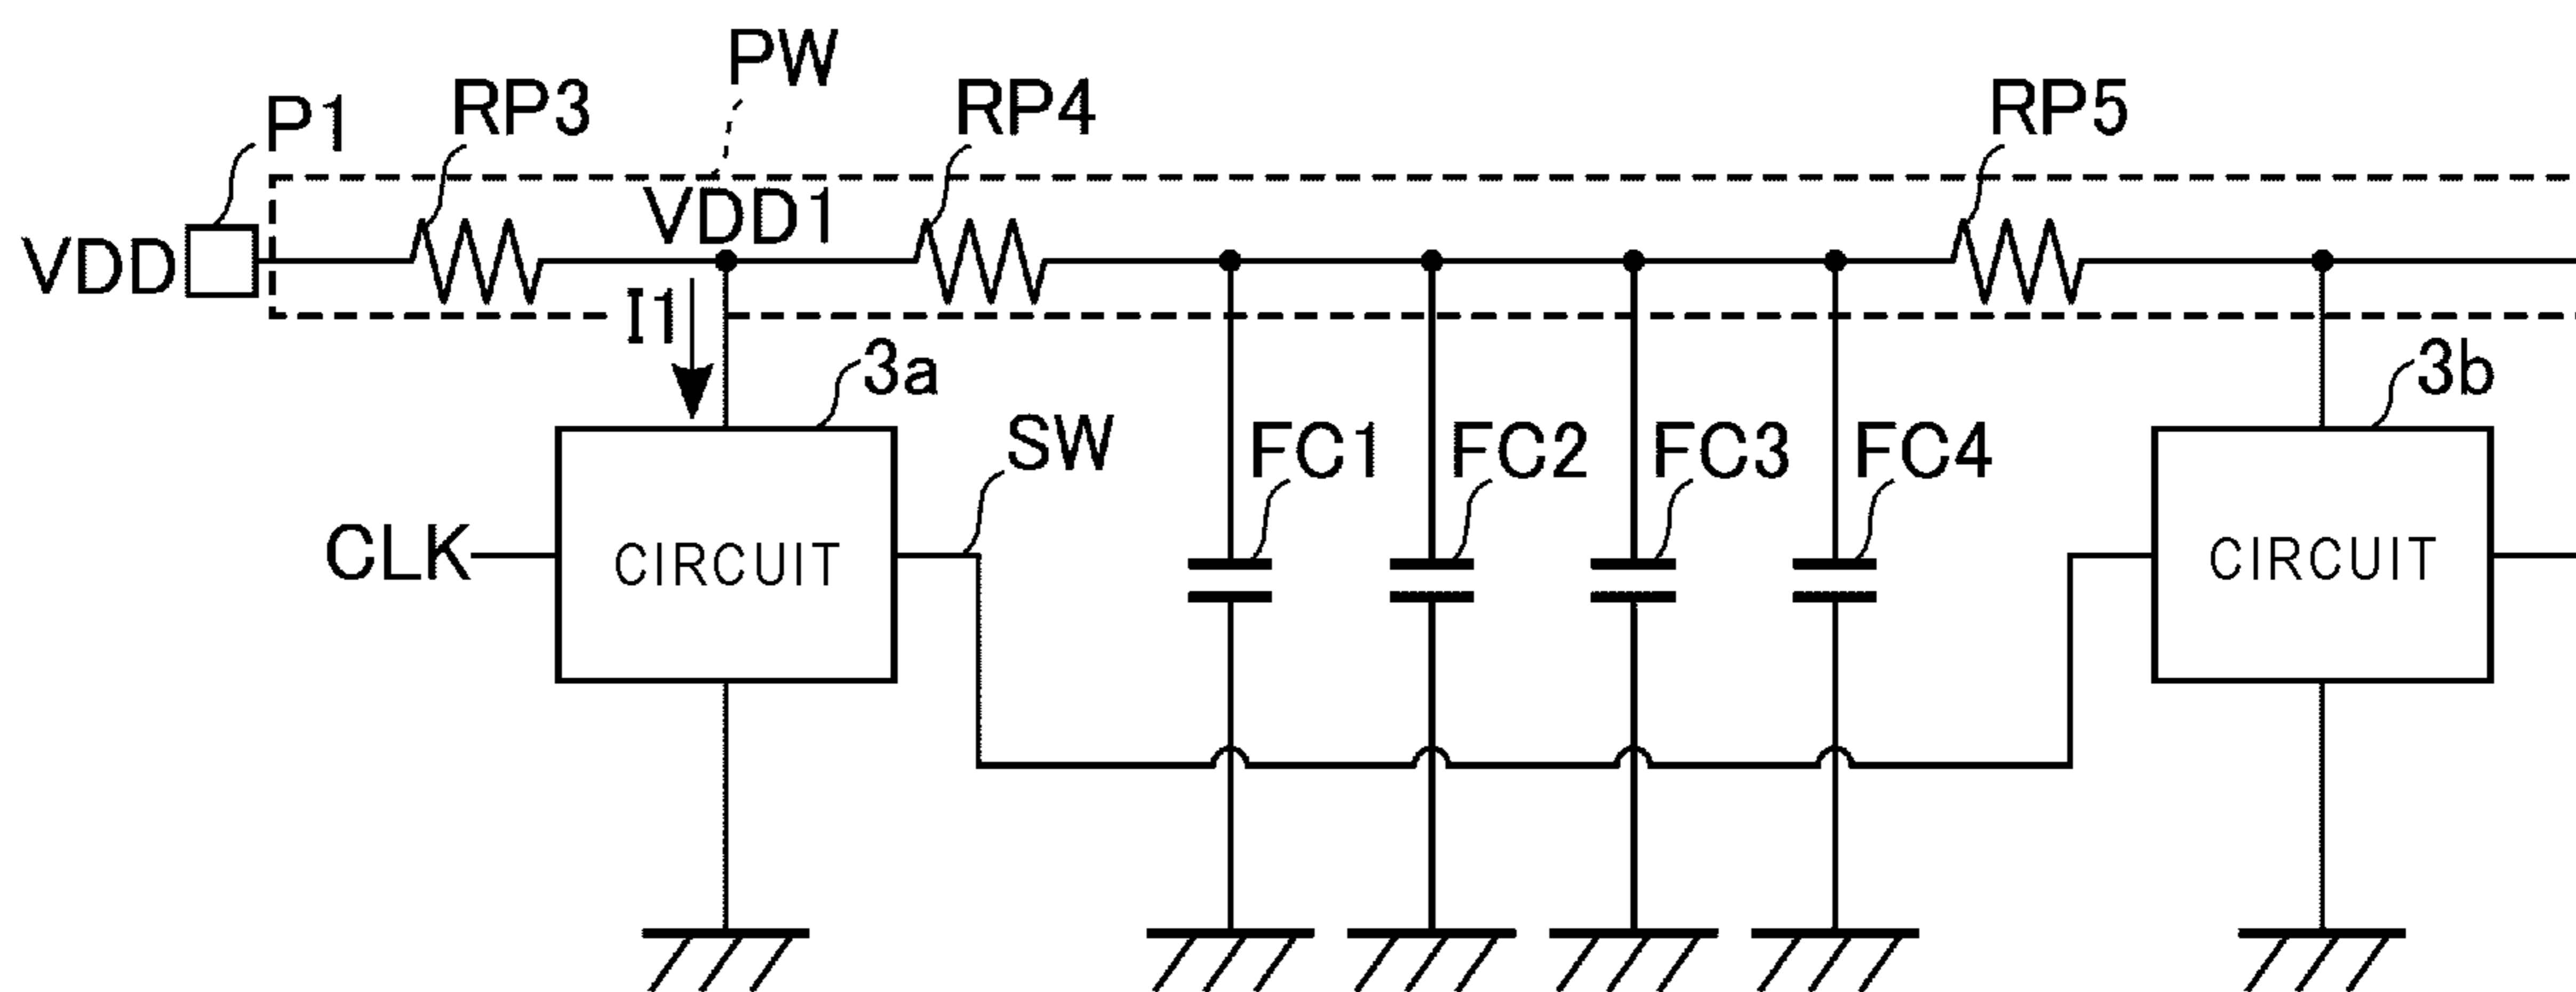 PW
P1 RP3 RP4 RP5
VDD VDD1
I1
3a 3b
SW FC1 FC2 FC3 FC4
CLK CIRCUIT CIRCUIT